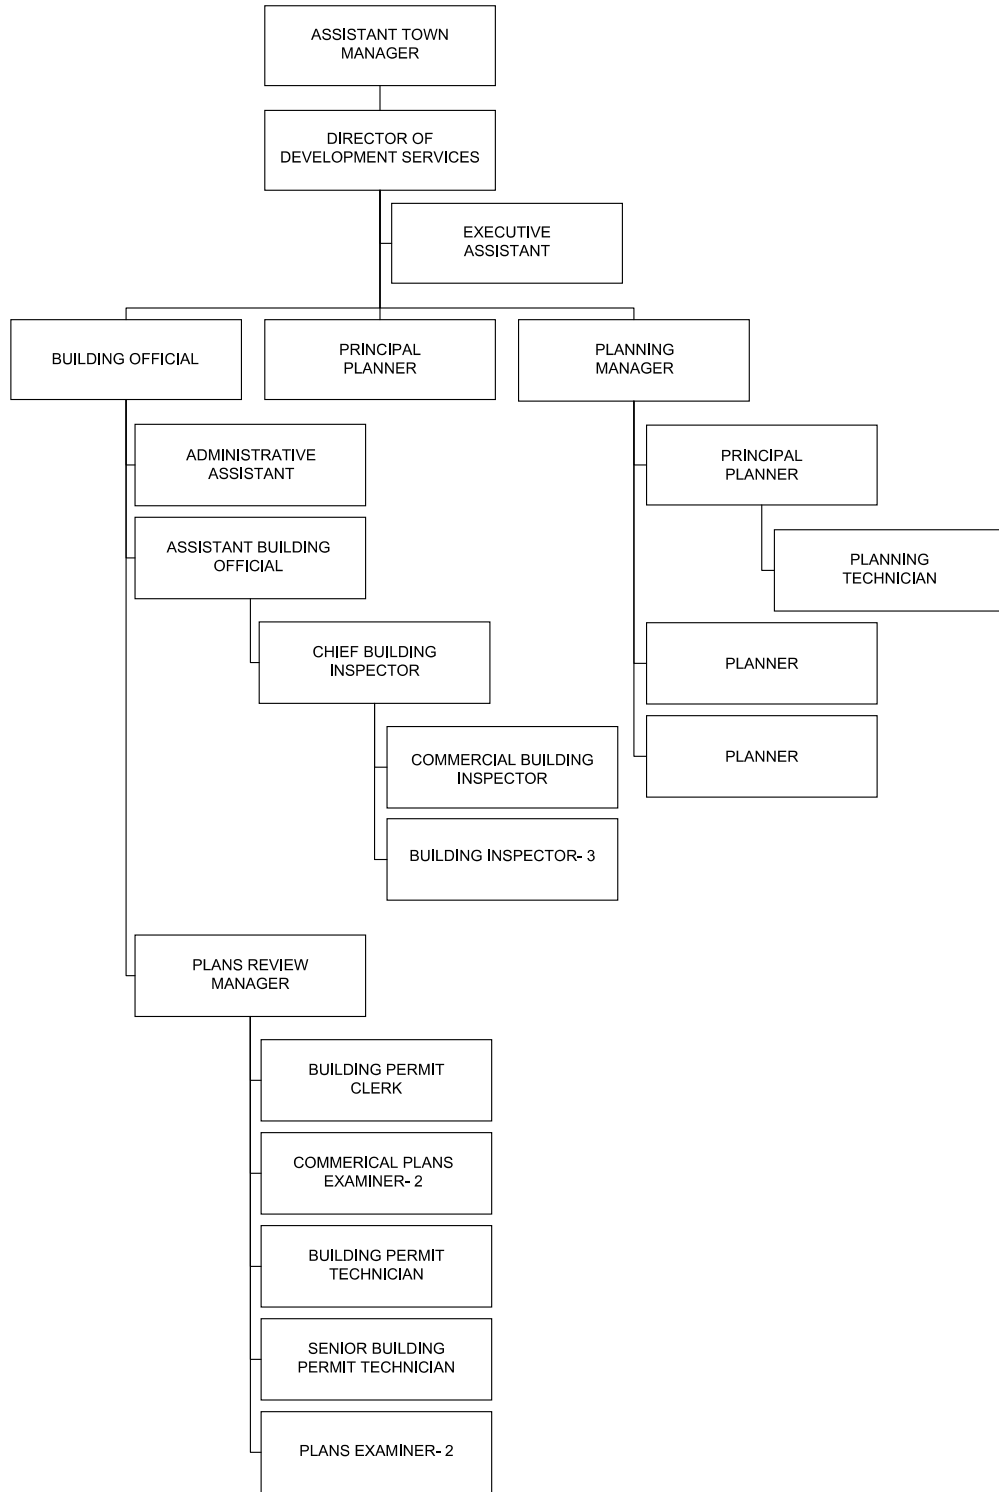 ASSISTANT TOWN
MANAGER
DIRECTOR OF
DEVELOPMENT SERVICES
EXECUTIVE
ASSISTANT
BUILDING OFFICIAL
PRINCIPAL
PLANNER
PLANNING
MANAGER
ADMINISTRATIVE
ASSISTANT
ASSISTANT BUILDING
OFFICIAL
CHIEF BUILDING
INSPECTOR
COMMERCIAL BUILDING
INSPECTOR
BUILDING INSPECTOR- 3
PLANS REVIEW
MANAGER
BUILDING PERMIT
CLERK
COMMERICAL PLANS
EXAMINER- 2
BUILDING PERMIT
TECHNICIAN
SENIOR BUILDING
PERMIT TECHNICIAN
PLANS EXAMINER- 2
PRINCIPAL
PLANNER
PLANNING
TECHNICIAN
PLANNER
PLANNER